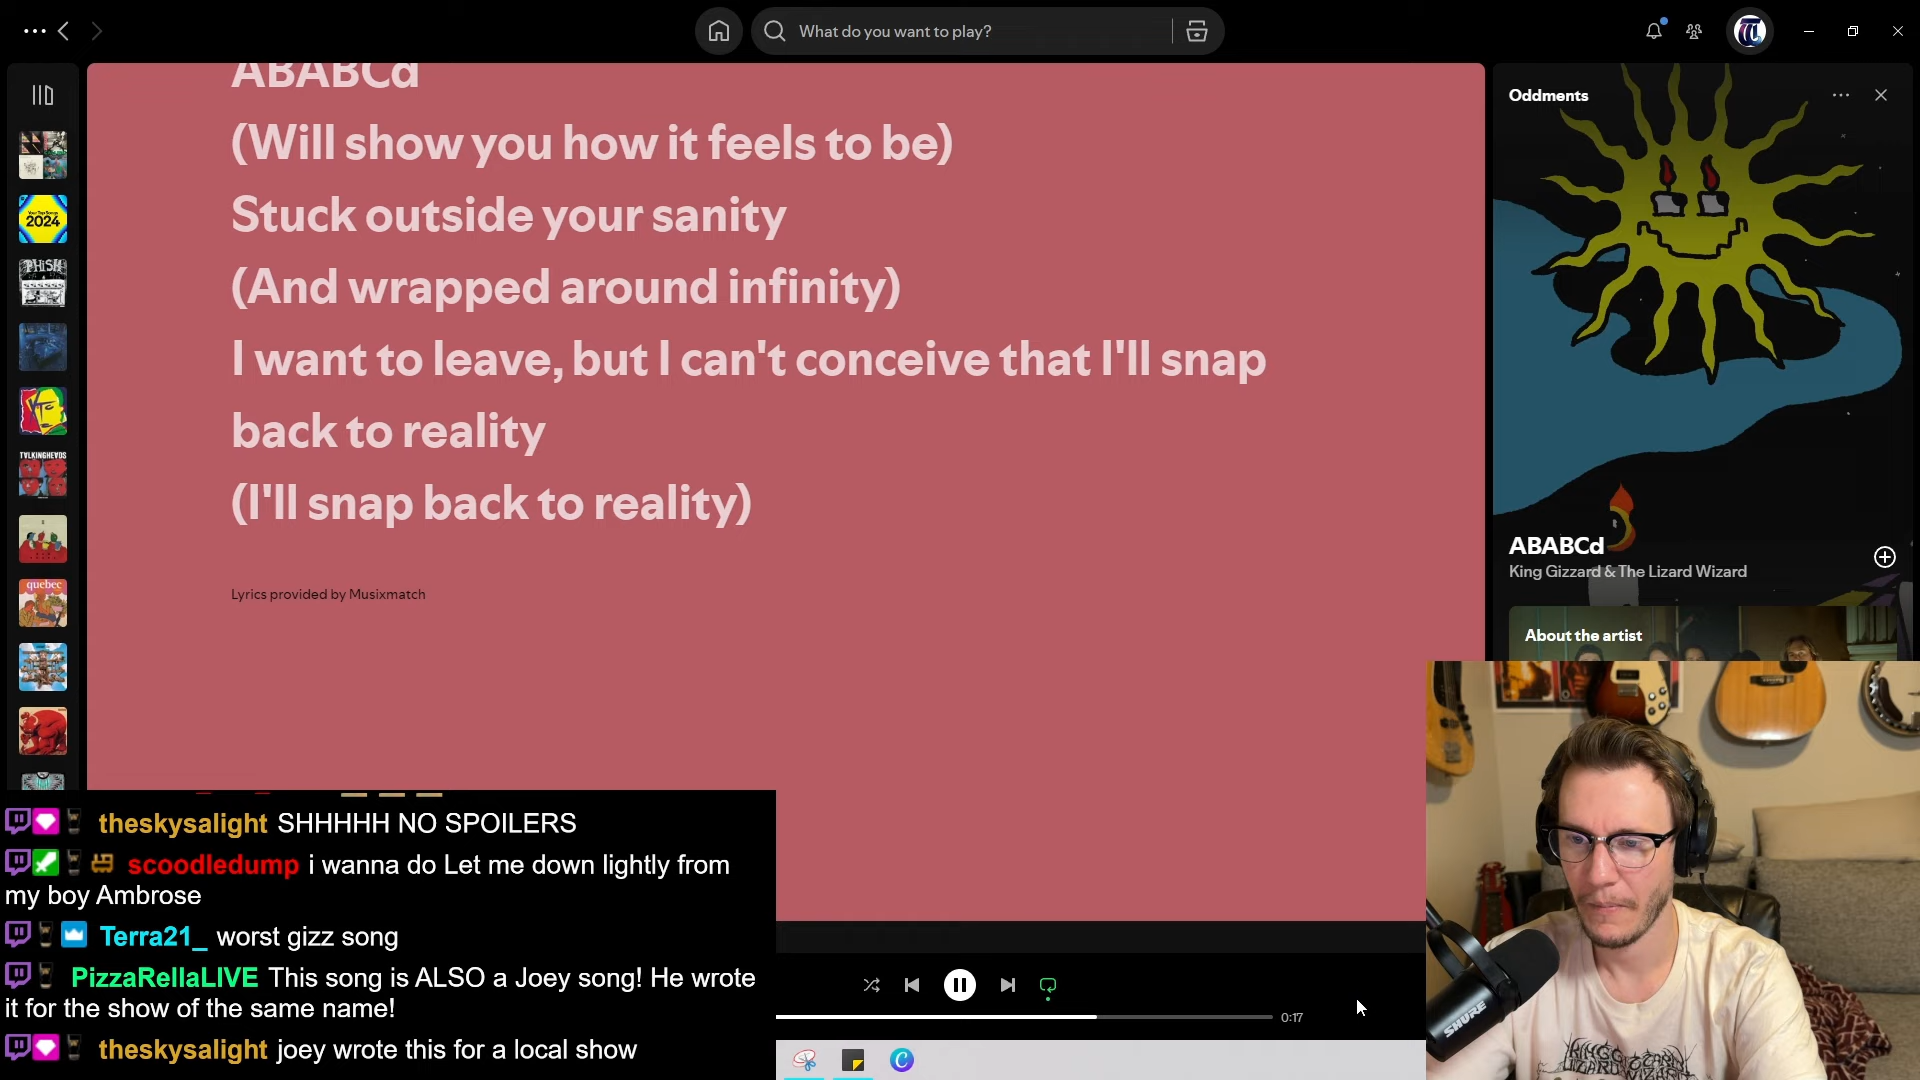 What do you want to play?
ABABCd
(Will show you how it feels to be)
Stuck outside your sanity
(And wrapped around infinity)
I want to leave, but I can't conceive that I'll snap
back to reality
(I'll snap back to reality)
Lyrics provided by Musixmatch
Oddments
ABABCd
King Gizzard & The Lizard Wizard
About the artist
2024
PHISH
XTC
TALKING HEADS
quebec
theskysalight SHHHHH NO SPOILERS
scoodledump i wanna do Let me down lightly from
my boy Ambrose
Terra21_ worst gizz song
PizzaRellaLIVE This song is ALSO a Joey song! He wrote
it for the show of the same name!
theskysalight joey wrote this for a local show
0:17
SHURE